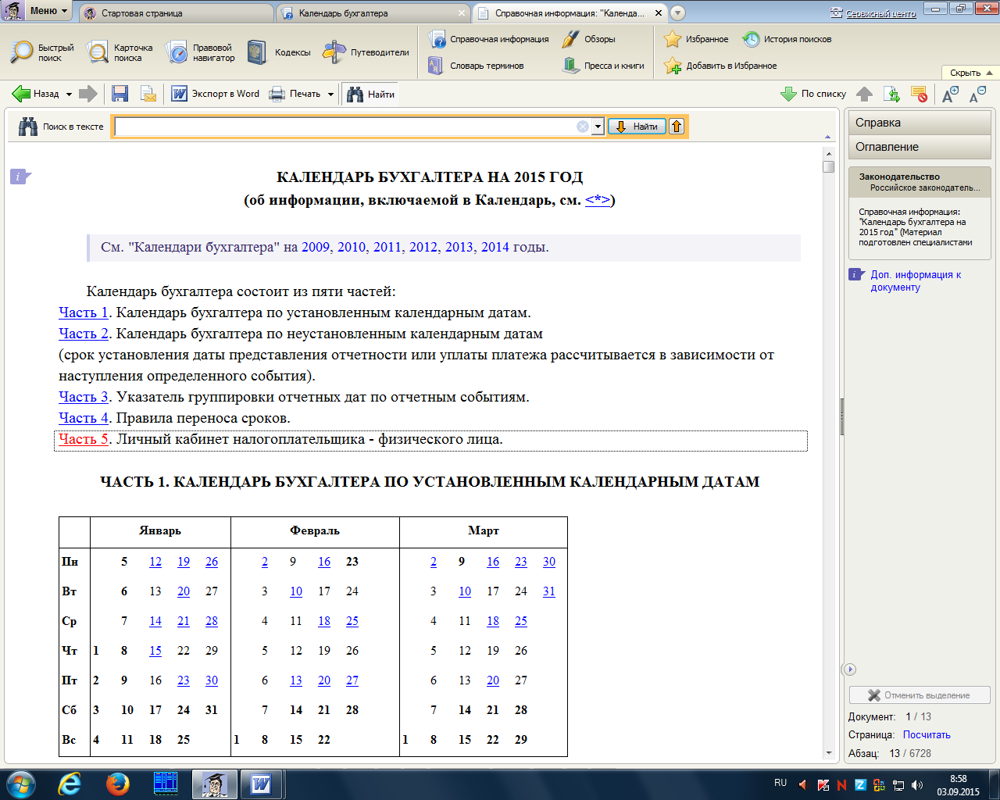 Меню
Стартовая страница
Календарь бухгалтера
Справочная информация: "Календа...
Сервисный центр
Быстрый поиск
Карточка поиска
Правовой навигатор
Кодексы
Путеводители
Справочная информация
Словарь терминов
Обзоры
Пресса и книги
Избранное
Добавить в Избранное
История поисков
Скрыть
Назад
Экспорт в Word
Печать
Найти
По списку
Поиск в тексте
Найти
КАЛЕНДАРЬ БУХГАЛТЕРА НА 2015 ГОД
(об информации, включаемой в Календарь, см. <*>)
См. "Календари бухгалтера" на 2009, 2010, 2011, 2012, 2013, 2014 годы.
Календарь бухгалтера состоит из пяти частей:
Часть 1. Календарь бухгалтера по установленным календарным датам.
Часть 2. Календарь бухгалтера по неустановленным календарным датам
(срок установления даты представления отчетности или уплаты платежа рассчитывается в зависимости от
наступления определенного события).
Часть 3. Указатель группировки отчетных дат по отчетным событиям.
Часть 4. Правила переноса сроков.
Часть 5. Личный кабинет налогоплательщика - физического лица.
ЧАСТЬ 1. КАЛЕНДАРЬ БУХГАЛТЕРА ПО УСТАНОВЛЕННЫМ КАЛЕНДАРНЫМ ДАТАМ
Январь Февраль Март
Пн 5 12 19 26 2 9 16 23 2 9 16 23 30
Вт 6 13 20 27 3 10 17 24 3 10 17 24 31
Ср 7 14 21 28 4 11 18 25 4 11 18 25
Чт 1 8 15 22 29 5 12 19 26 5 12 19 26
Пт 2 9 16 23 30 6 13 20 27 6 13 20 27
Сб 3 10 17 24 31 7 14 21 28 7 14 21 28
Вс 4 11 18 25 1 8 15 22 1 8 15 22 29
Справка
Оглавление
Законодательство
Российское законодатель...
Справочная информация:
"Календарь бухгалтера на
2015 год" (Материал
подготовлен специалистами
Доп. информация к
документу
Отменить выделение
Документ: 1 / 13
Страница: Посчитать
Абзац: 13 / 6728
RU
8:58
03.09.2015